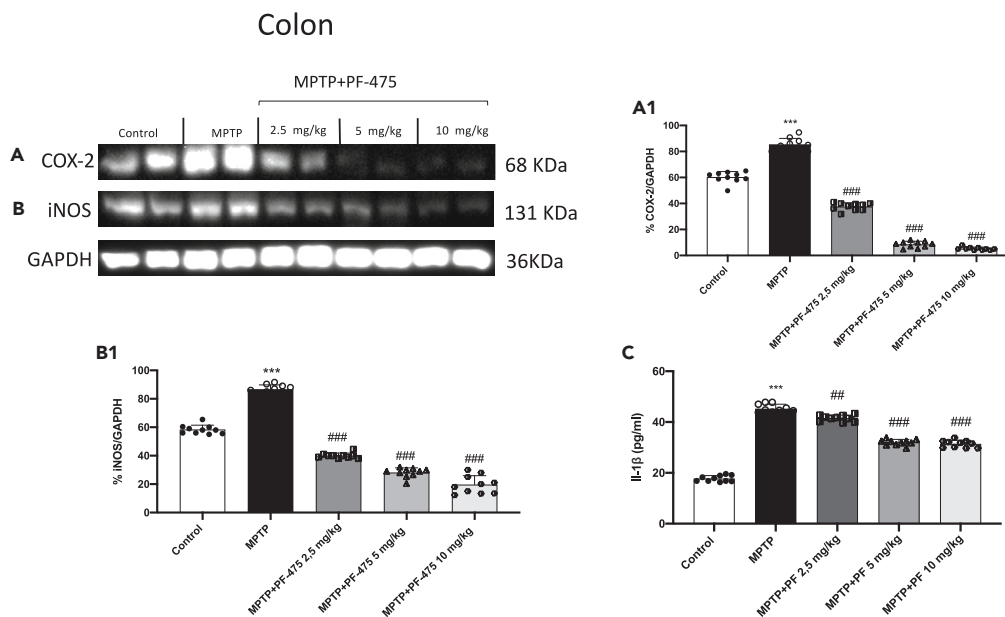 Colon
MPTP+PF-475
Control
MPTP
2.5 mg/kg
5 mg/kg
10 mg/kg
A
COX-2
68 KDa
B
iNOS
131 KDa
GAPDH
36KDa
A1
% COX-2/GAPDH
100
80
60
40
20
0
***
###
###
###
Control
MPTP
MPTP+PF-475 2,5 mg/kg
MPTP+PF-475 5 mg/kg
MPTP+PF-475 10 mg/kg
B1
% iNOS/GAPDH
100
80
60
40
20
0
***
###
###
###
Control
MPTP
MPTP+PF-475 2,5 mg/kg
MPTP+PF-475 5 mg/kg
MPTP+PF-475 10 mg/kg
C
Il-1β (pg/ml)
60
40
20
0
***
##
###
###
Control
MPTP
MPTP+PF 2,5 mg/kg
MPTP+PF 5 mg/kg
MPTP+PF 10 mg/kg